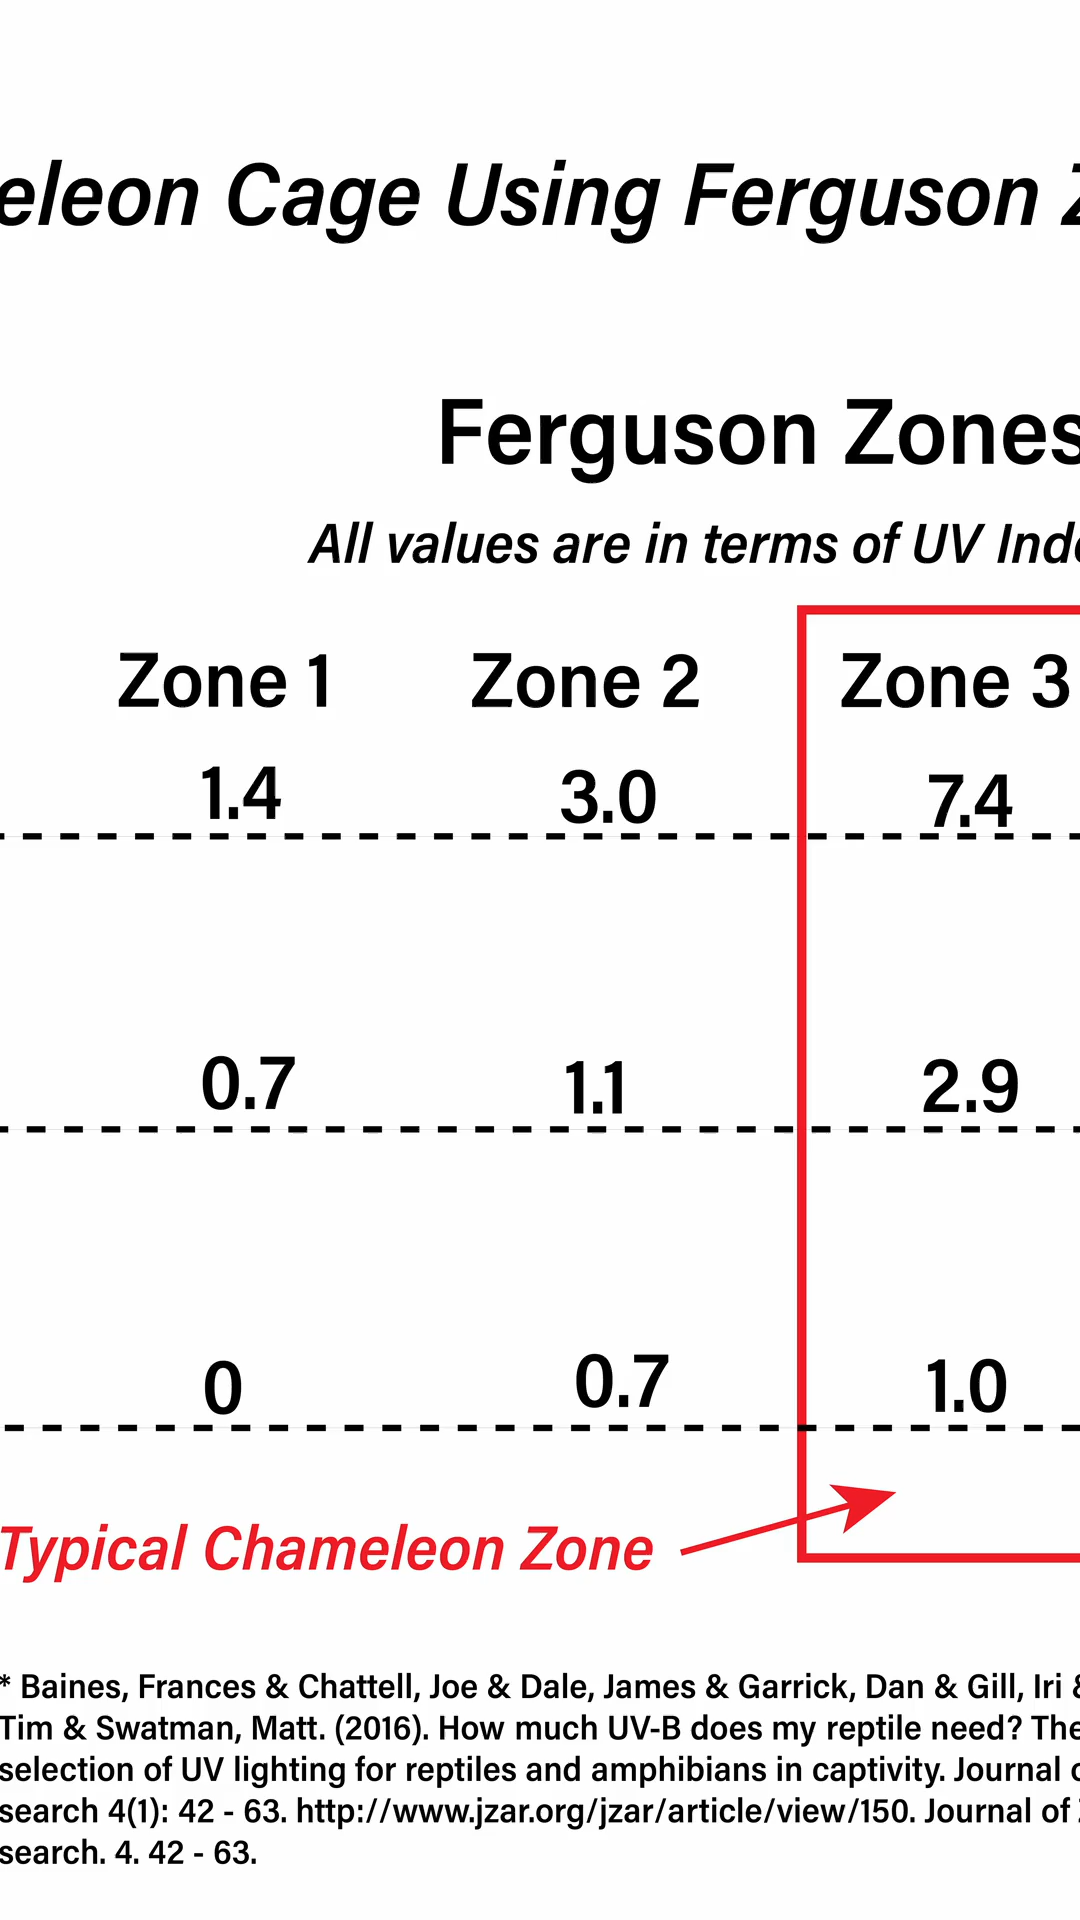 eleon Cage Using Ferguson
Ferguson Zones
All values are in terms of UV
Zone 1 Zone 2 Zone 3
1.4 3.0 7.4
0.7 1.1 2.9
0 0.7 1.0
Typical Chameleon Zone
* Baines, Frances & Chattell, Joe & Dale, James & Garrick, Dan & Gill, Iri &
Tim & Swatman, Matt. (2016). How much UV-B does my reptile need? The
selection of UV lighting for reptiles and amphibians in captivity. Journal
search 4(1): 42 - 63. http://www.jzar.org/jzar/article/view/150. Journal of
search. 4. 42 - 63.